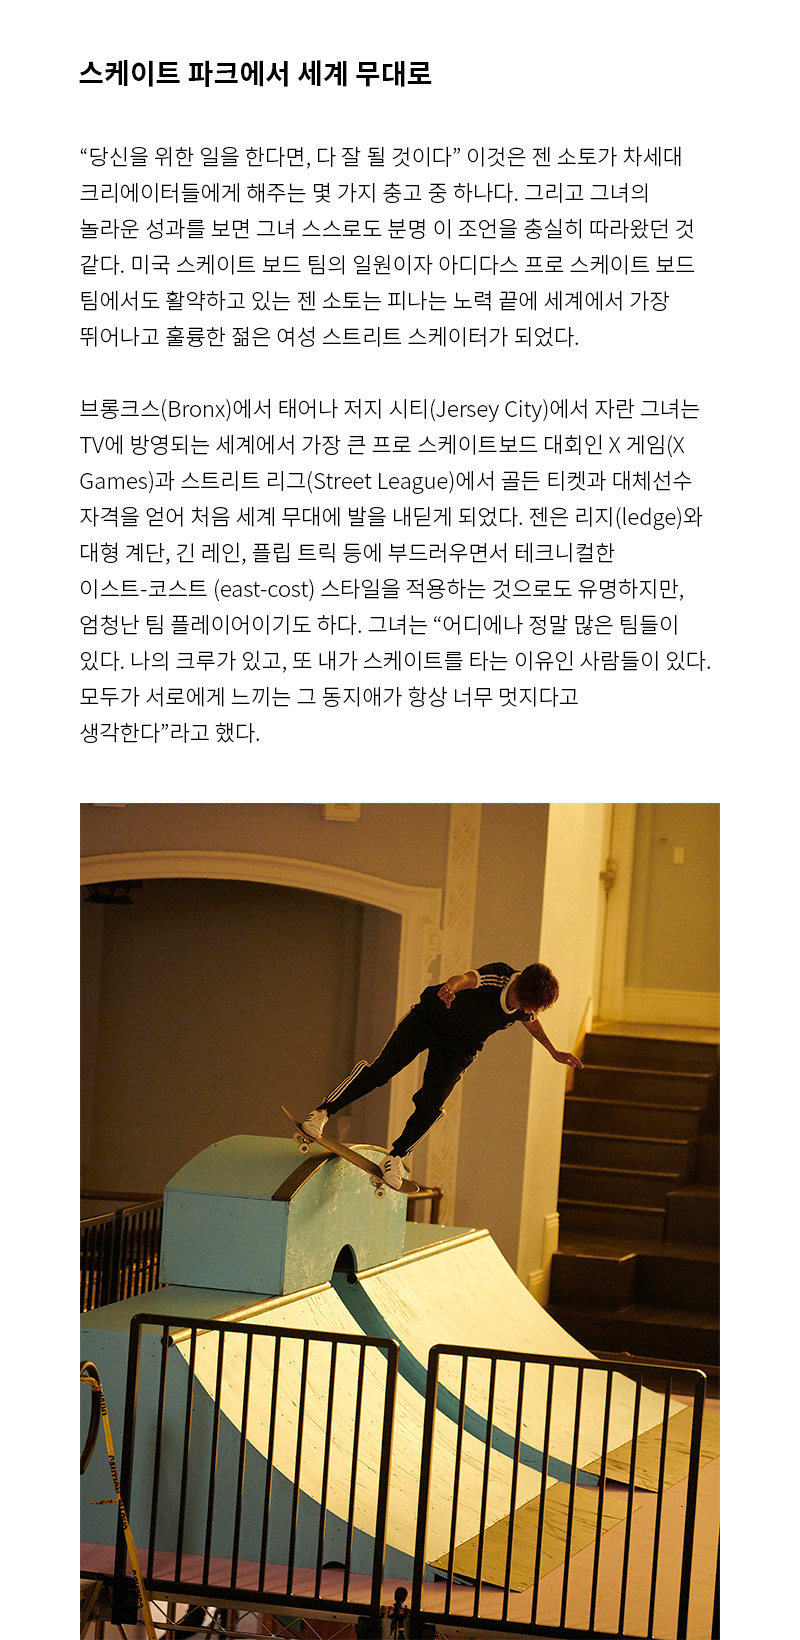 스케이트 파크에서 세계 무대로
“당신을 위한 일을 한다면, 다 잘 될 것이다” 이것은 젠 소토가 차세대
크리에이터들에게 해주는 몇 가지 충고 중 하나다. 그리고 그녀의
놀라운 성과를 보면 그녀 스스로도 분명 이 조언을 충실히 따라왔던 것
같다. 미국 스케이트 보드 팀의 일원이자 아디다스 프로 스케이트 보드
팀에서도 활약하고 있는 젠 소토는 피나는 노력 끝에 세계에서 가장
뛰어나고 훌륭한 젊은 여성 스트리트 스케이터가 되었다.
브롱크스(Bronx)에서 태어나 저지 시티(Jersey City)에서 자란 그녀는
TV에 방영되는 세계에서 가장 큰 프로 스케이트보드 대회인 X 게임(X
Games)과 스트리트 리그(Street League)에서 골든 티켓과 대체선수
자격을 얻어 처음 세계 무대에 발을 내딛게 되었다. 젠은 리지(ledge)와
대형 계단, 긴 레인, 플립 트릭 등에 부드러우면서 테크니컬한
이스트-코스트 (east-cost) 스타일을 적용하는 것으로도 유명하지만,
엄청난 팀 플레이어이기도 하다. 그녀는 “어디에나 정말 많은 팀들이
있다. 나의 크루가 있고, 또 내가 스케이트를 타는 이유인 사람들이 있다.
모두가 서로에게 느끼는 그 동지애가 항상 너무 멋지다고
생각한다”라고 했다.